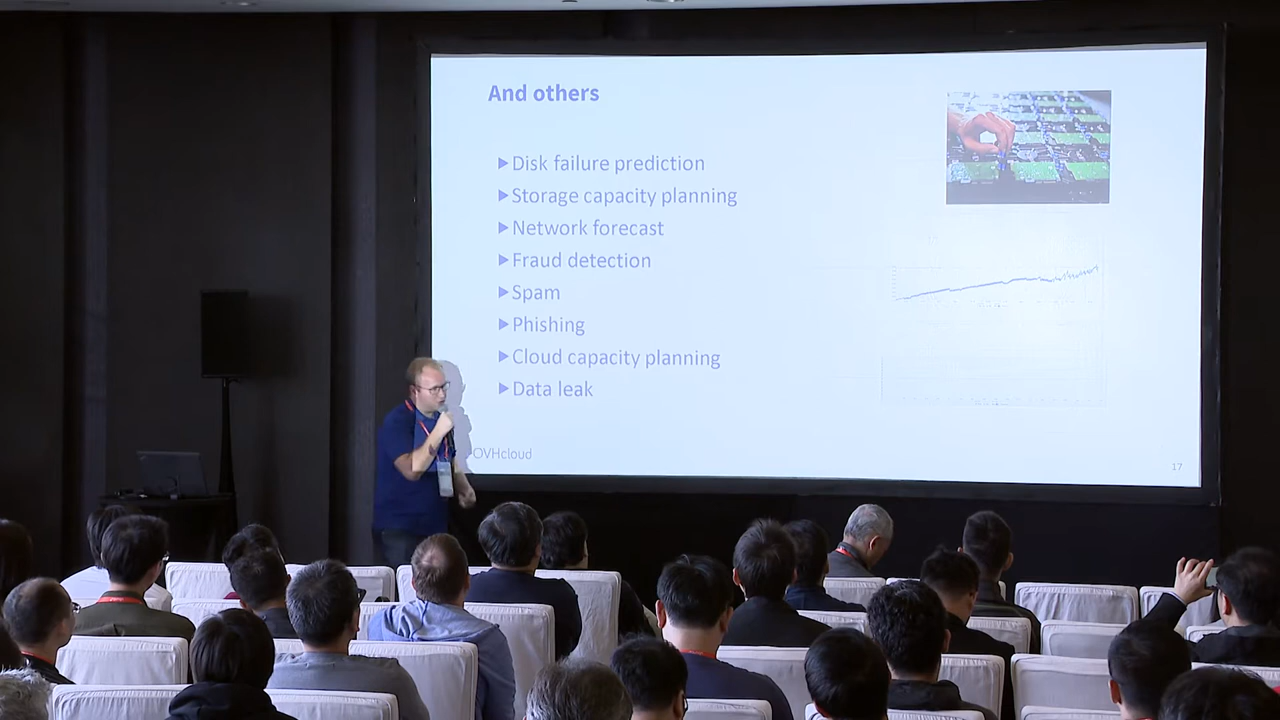 And others
Disk failure prediction
Storage capacity planning
Network forecast
Fraud detection
Spam
Phishing
Cloud capacity planning
Data leak
OVHcloud
17